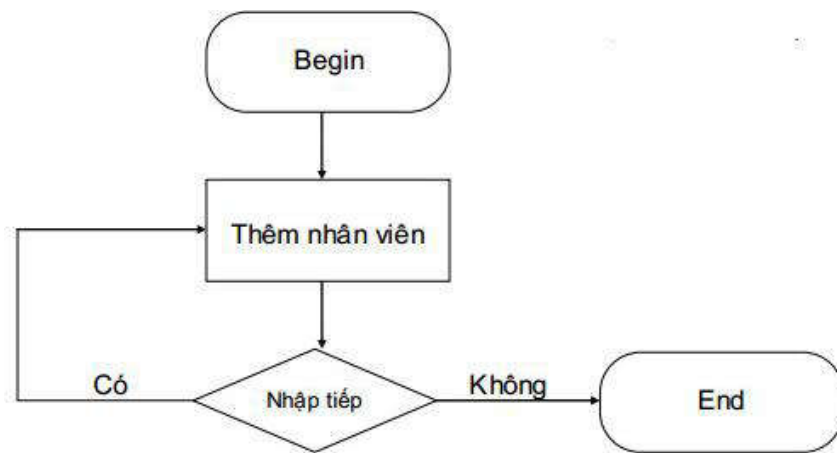 Begin
Thêm nhân viên
Có
Nhập tiếp
Không
End